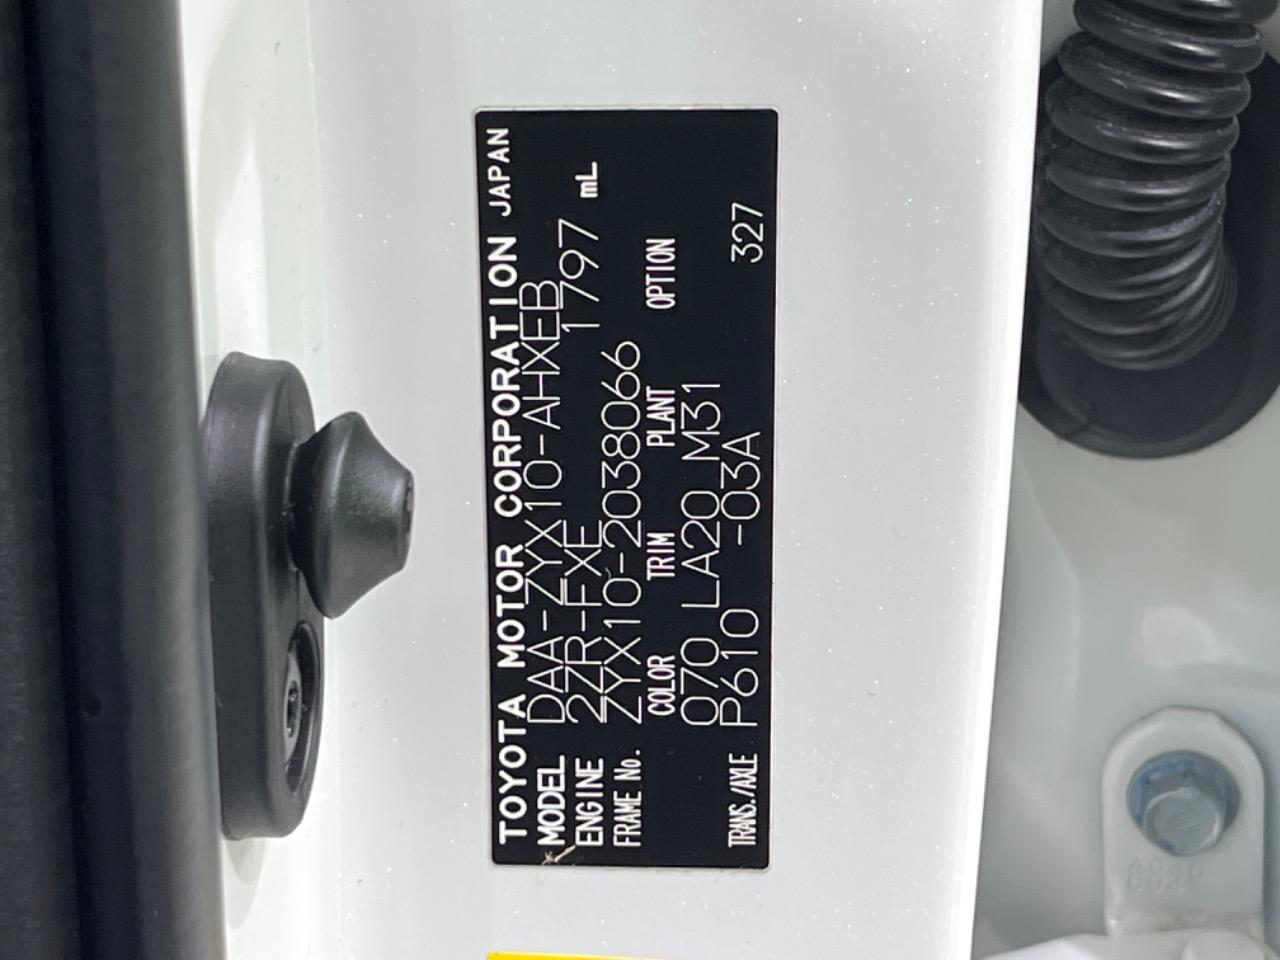 TOYOTA MOTOR CORPORATION JAPAN
MODEL DAA-ZYX10-AHXEB
ENGINE 2ZR-FXE 1797 mL
FRAME No. ZYX10-2038066
COLOR TRIM PLANT OPTION
070 LA20 M31
TRANS./AXLE P610 -03A 327